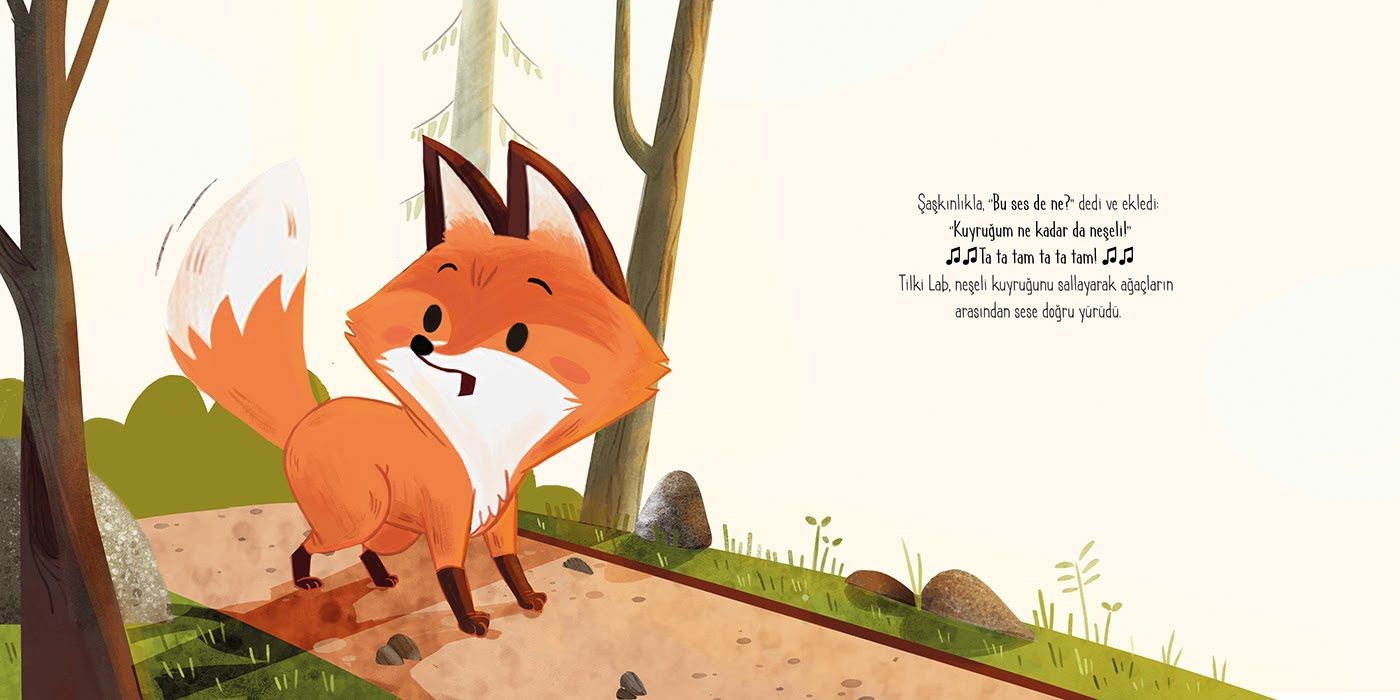 Şaşkınlıkla, "Bu ses de ne?" dedi ve ekledi:
"Kuyruğum ne kadar da neşeli!"
🎵🎵Ta ta tam ta ta tam! 🎵🎵
Tilki Lab, neşeli kuyruğunu sallayarak ağaçların
arasından sese doğru yürüdü.